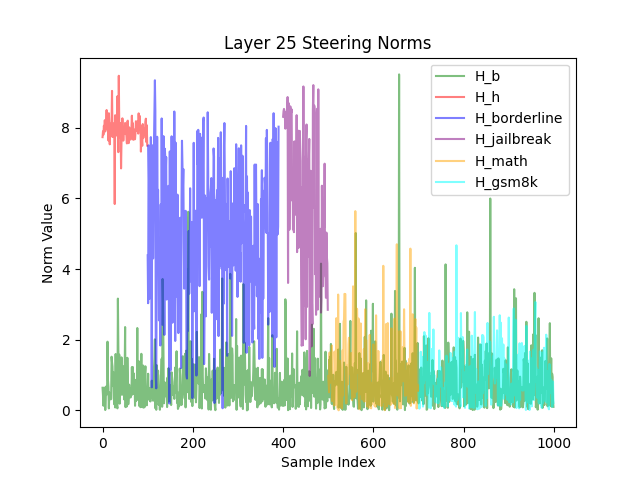 Layer 25 Steering Norms
H_b
H_h
H_borderline
H_jailbreak
H_math
H_gsm8k
Norm Value
8
6
4
2
0
0
200
400
600
800
1000
Sample Index